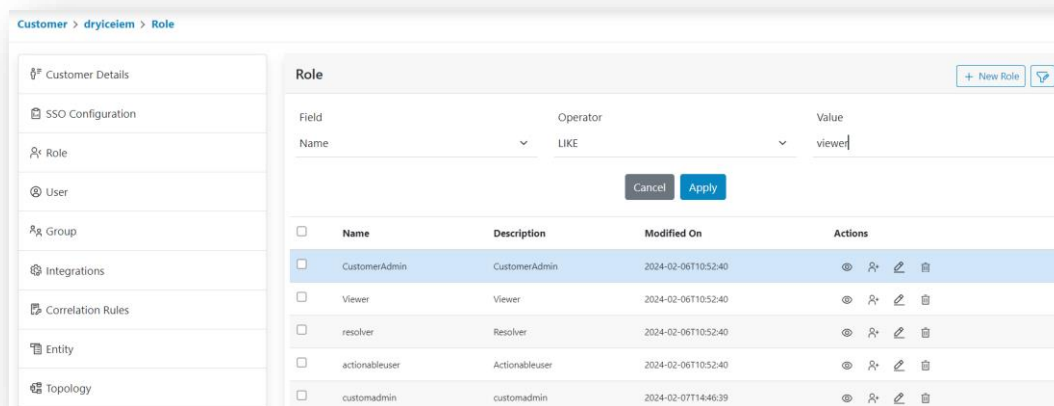 Customer > dryiceiem > Role
Customer Details
SSO Configuration
Role
User
Group
Integrations
Correlation Rules
Entity
Topology
Role
+ New Role
Field Operator Value
Name LIKE viewer
Cancel Apply
Name Description Modified On Actions
CustomerAdmin CustomerAdmin 2024-02-06T10:52:40
Viewer Viewer 2024-02-06T10:52:40
resolver Resolver 2024-02-06T10:52:40
actionableuser Actionableuser 2024-02-06T10:52:40
customadmin customadmin 2024-02-07T14:46:39